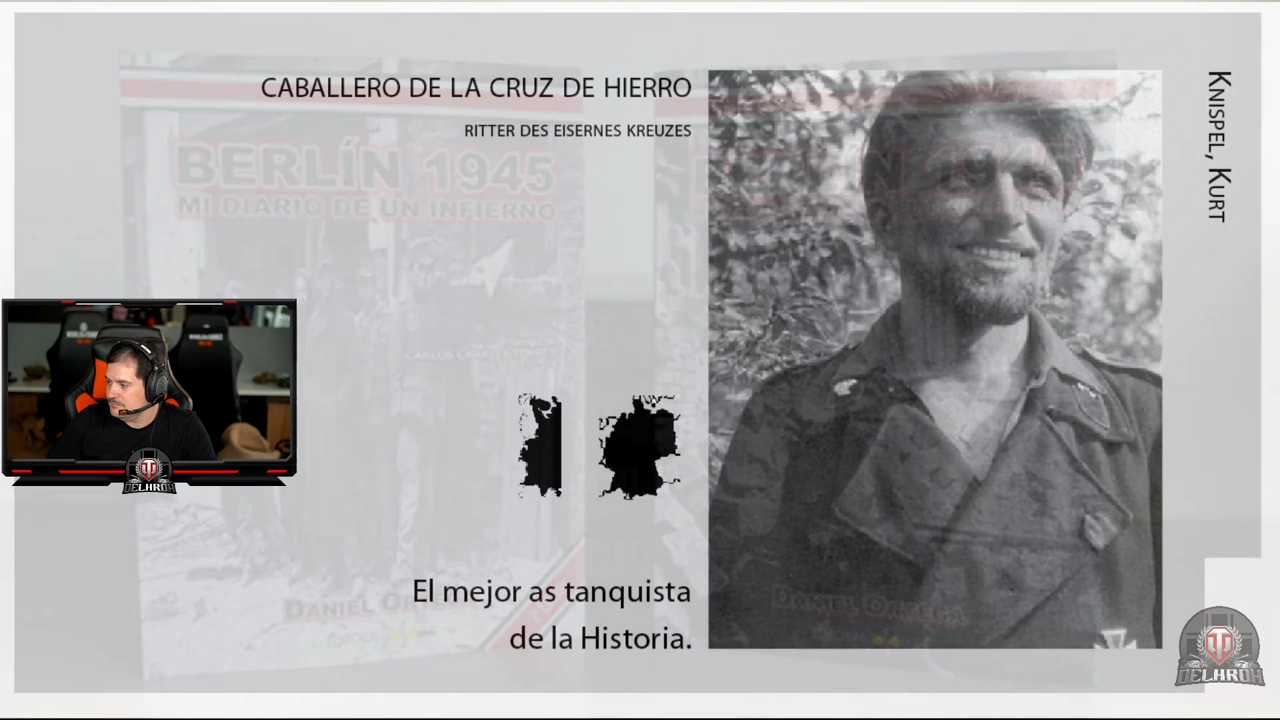 CABALLERO DE LA CRUZ DE HIERRO
RITTER DES EISERNES KREUZES
KNISPEL, KURT
BERLÍN 1945
MI DIARIO DE UN INFIERNO
El mejor as tanquista
de la Historia.
DANIEL ORTEGA
DELHROH
DELHROH